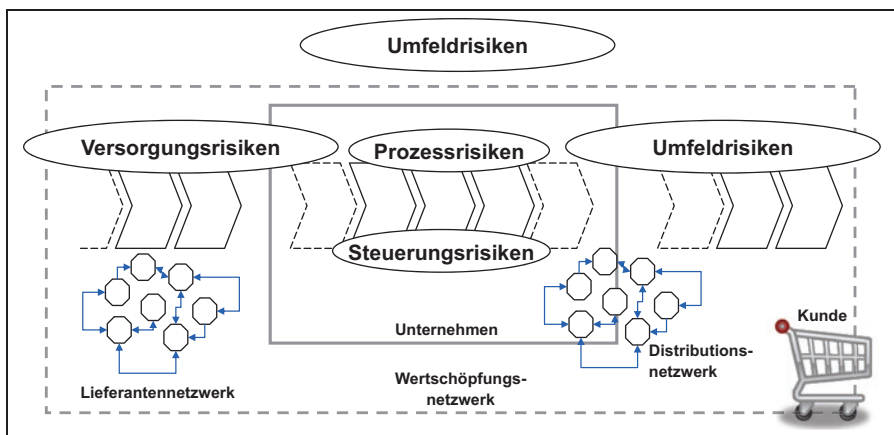 Umfeldrisiken
Versorgungsrisiken
Prozessrisiken
Umfeldrisiken
Steuerungsrisiken
Unternehmen
Kunde
Distributions-
netzwerk
Lieferantennetzwerk
Wertschöpfungs-
netzwerk